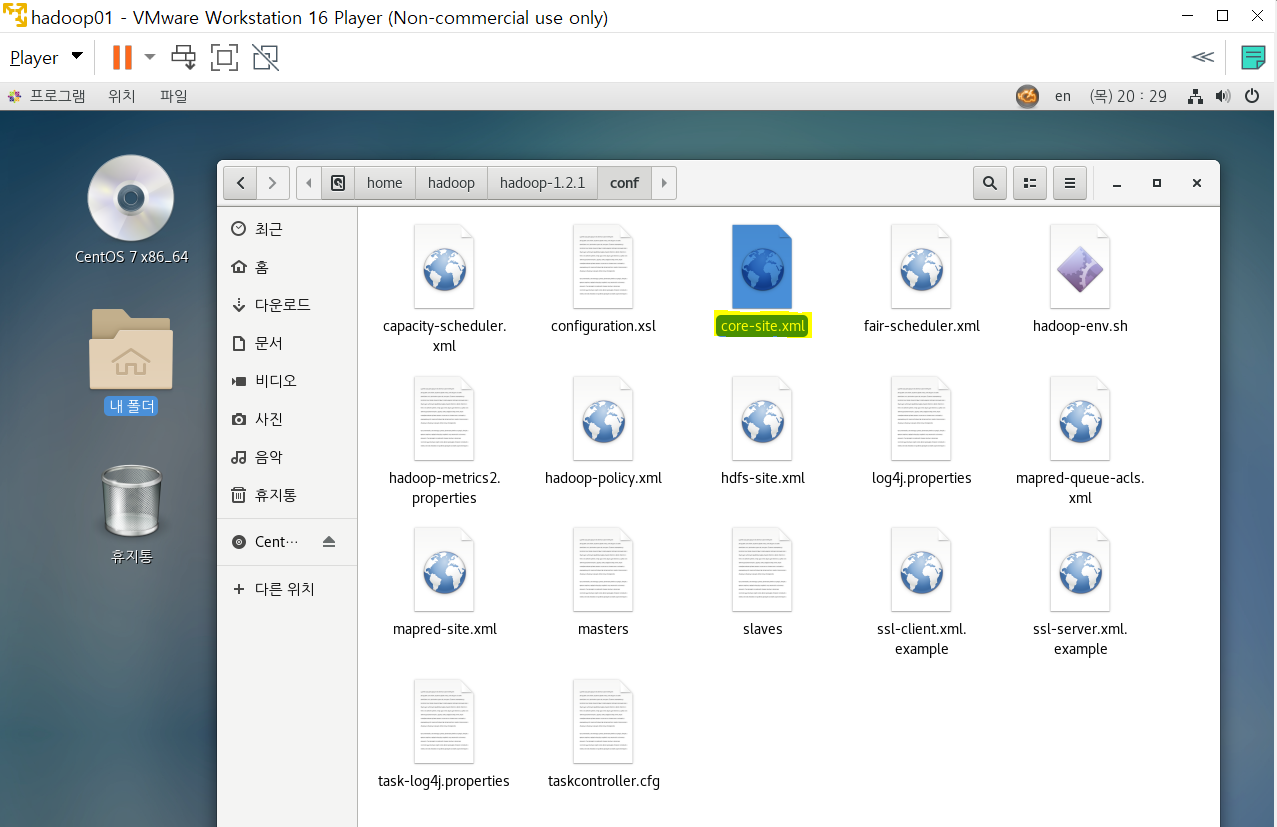 hadoop01 - VMware Workstation 16 Player (Non-commercial use only)
Player
프로그램 위치 파일
en (목) 20 : 29
CentOS 7 x86_64
내 폴더
휴지통
home hadoop hadoop-1.2.1 conf
최근
홈
다운로드
문서
비디오
사진
음악
휴지통
Cent…
다른 위치
capacity-scheduler.
xml
configuration.xsl
core-site.xml
fair-scheduler.xml
hadoop-env.sh
hadoop-metrics2.
properties
hadoop-policy.xml
hdfs-site.xml
log4j.properties
mapred-queue-acls.
xml
mapred-site.xml
masters
slaves
ssl-client.xml.
example
ssl-server.xml.
example
task-log4j.properties
taskcontroller.cfg